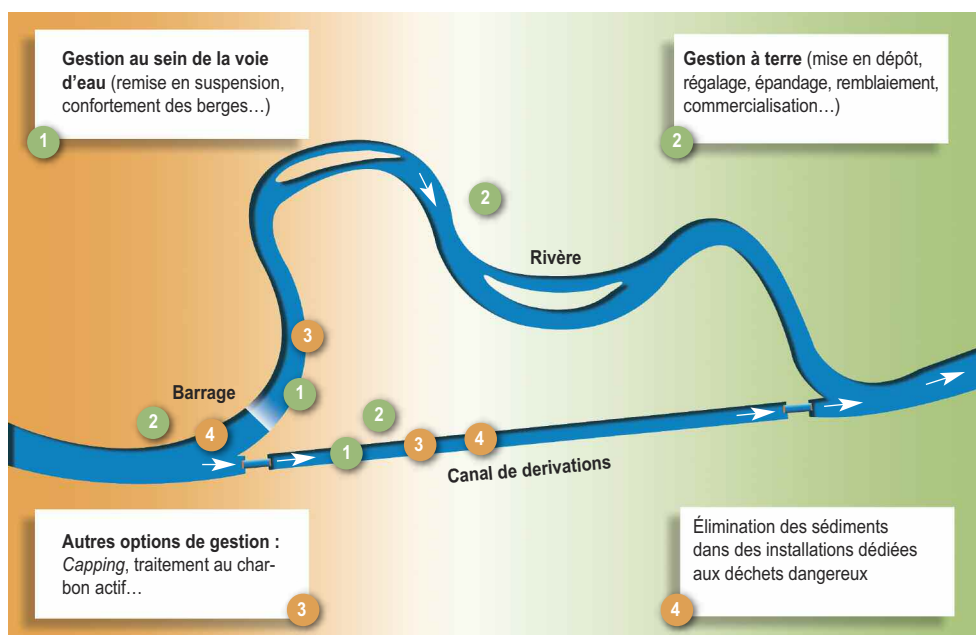 Gestion au sein de la voie
d'eau (remise en suspension,
confortement des berges…)
1
Gestion à terre (mise en dépôt,
régalage, épandage, remblaiement,
commercialisation…)
2
2
Rivère
3
Barrage
1
2
4
2
1
3
4
Canal de derivations
Autres options de gestion :
Capping, traitement au char-
bon actif…
3
Élimination des sédiments
dans des installations dédiées
aux déchets dangereux
4